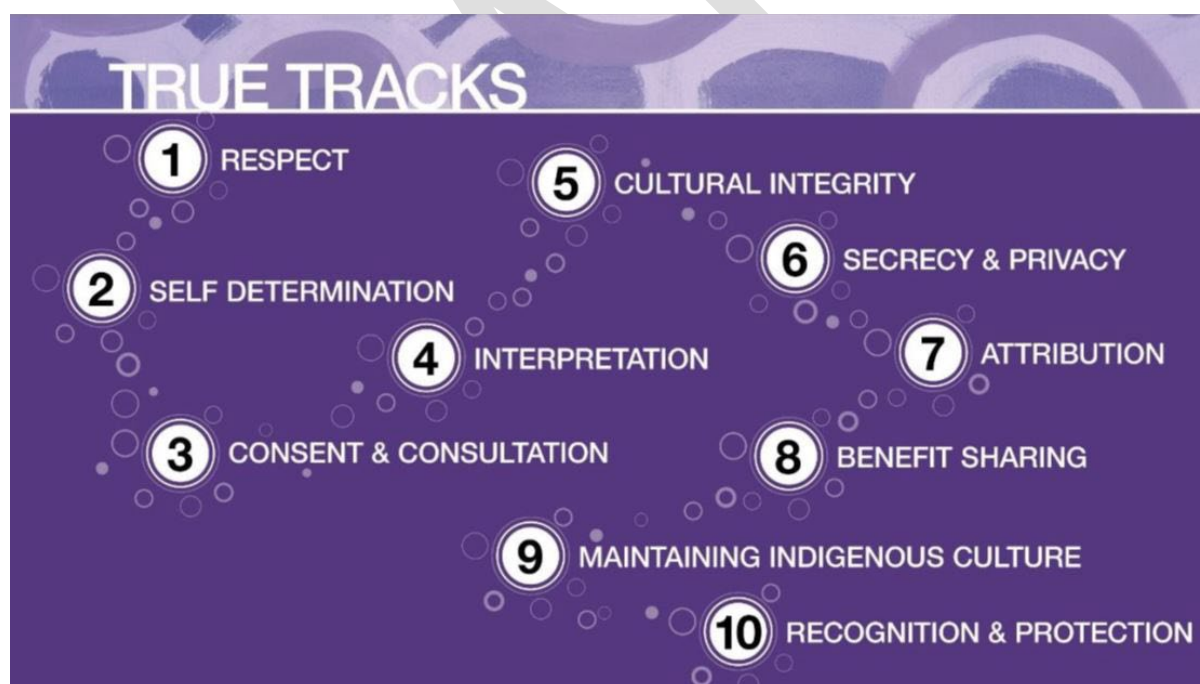 TRUE TRACKS
1 RESPECT
2 SELF DETERMINATION
3 CONSENT & CONSULTATION
4 INTERPRETATION
5 CULTURAL INTEGRITY
6 SECRECY & PRIVACY
7 ATTRIBUTION
8 BENEFIT SHARING
9 MAINTAINING INDIGENOUS CULTURE
10 RECOGNITION & PROTECTION